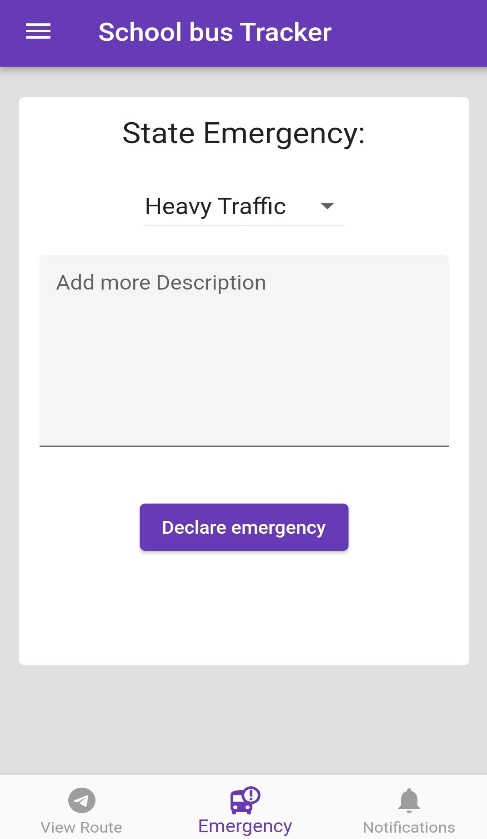 School bus Tracker
State Emergency:
Heavy Traffic
Add more Description
Declare emergency
View Route
Emergency
Notifications